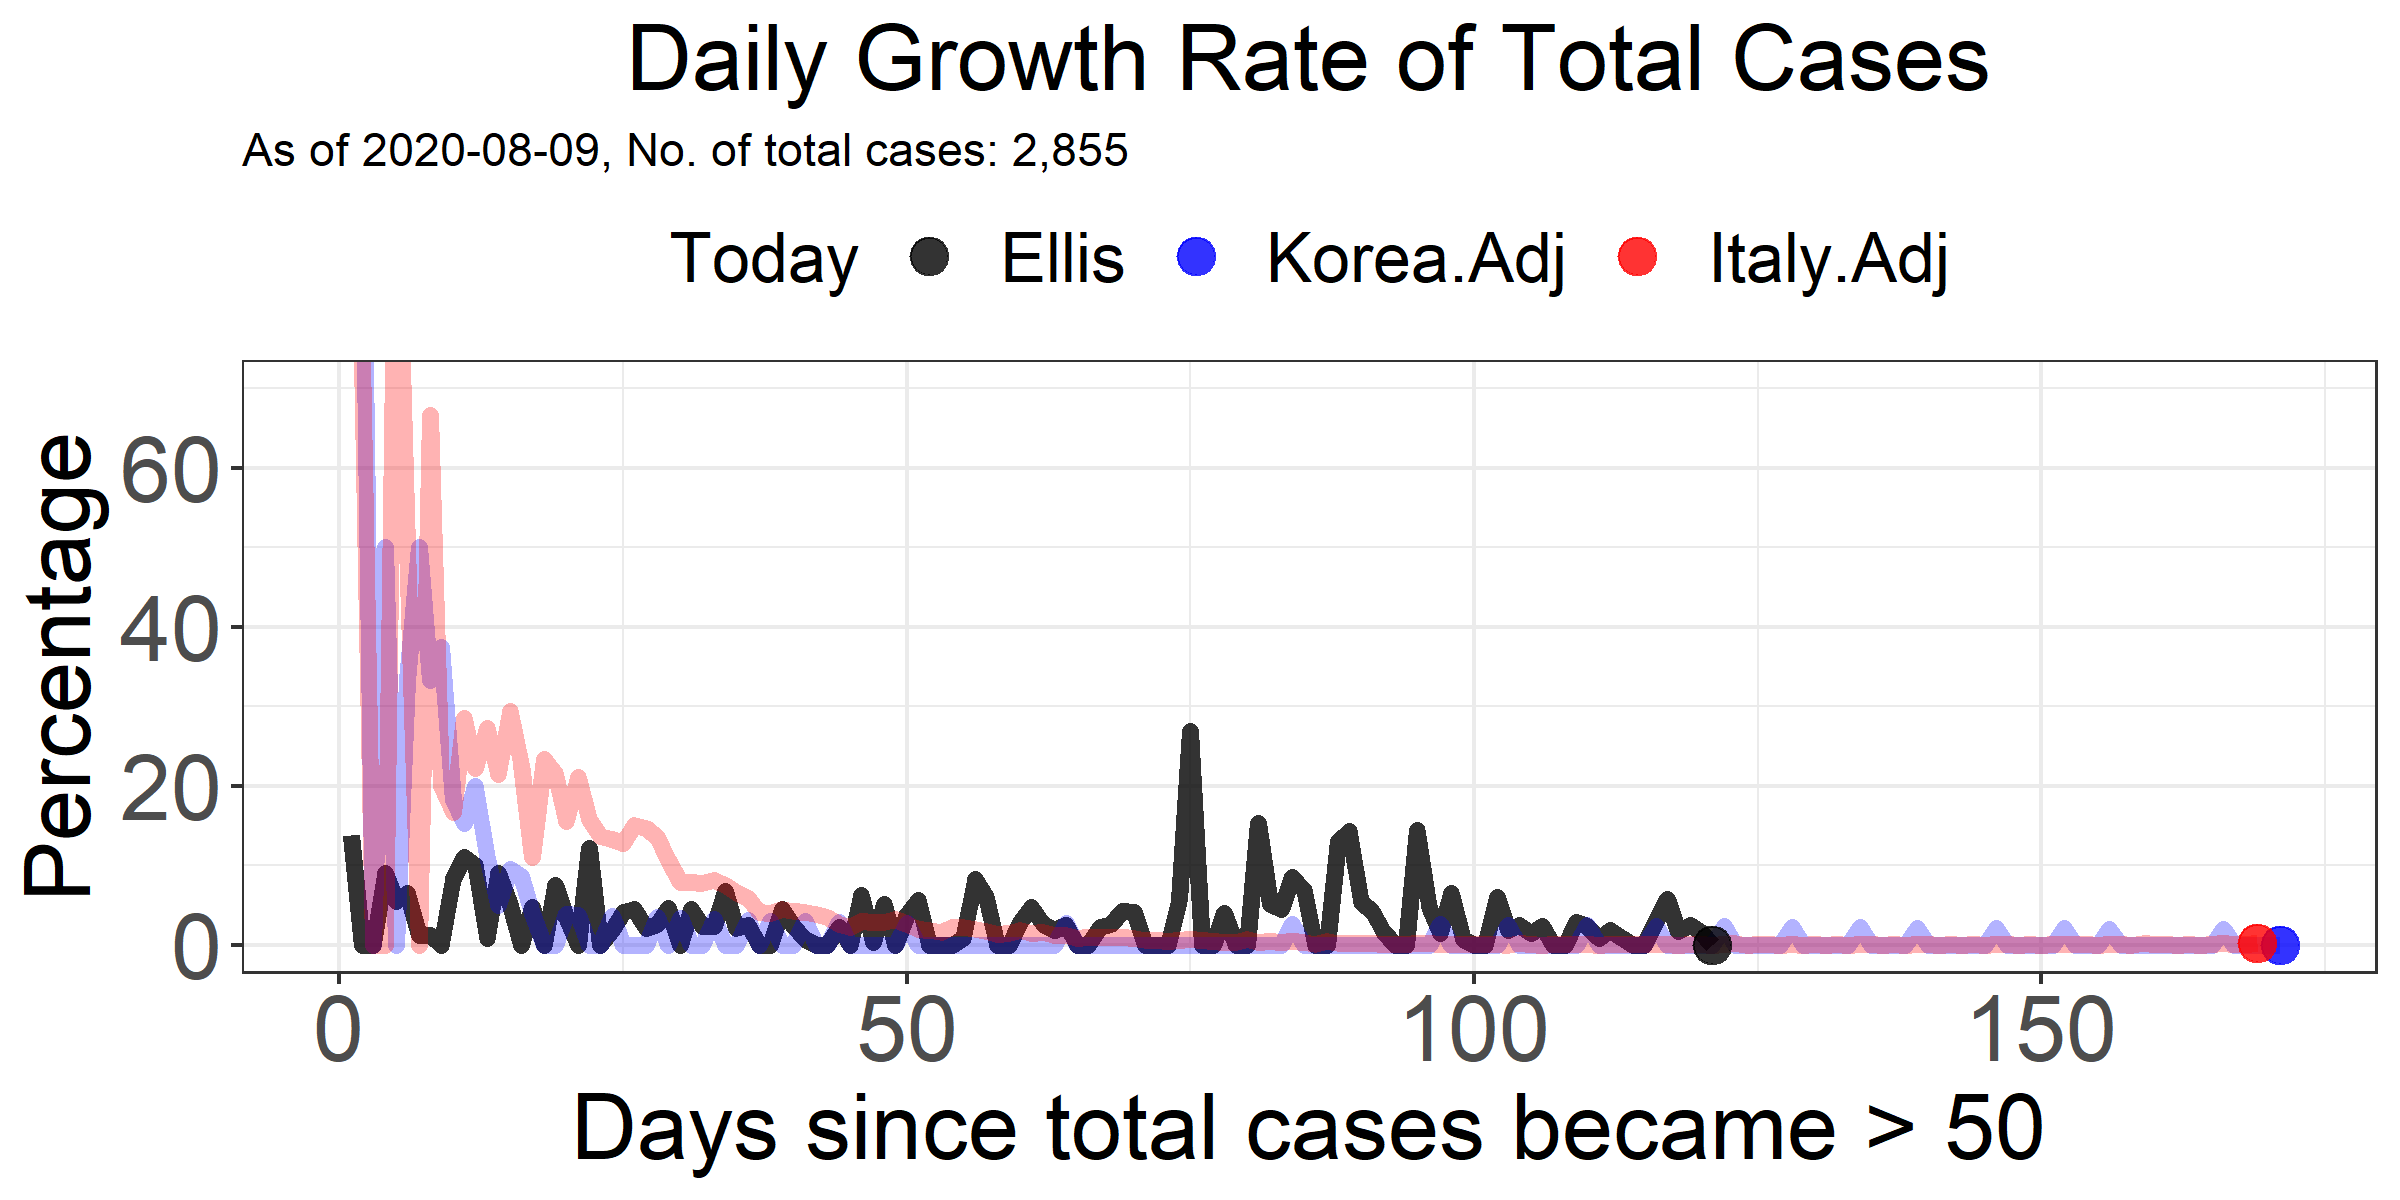 Daily Growth Rate of Total Cases
As of 2020-08-09, No. of total cases: 2,855
Today Ellis Korea.Adj Italy.Adj
Percentage
60
40
20
0
0 50 100 150
Days since total cases became > 50